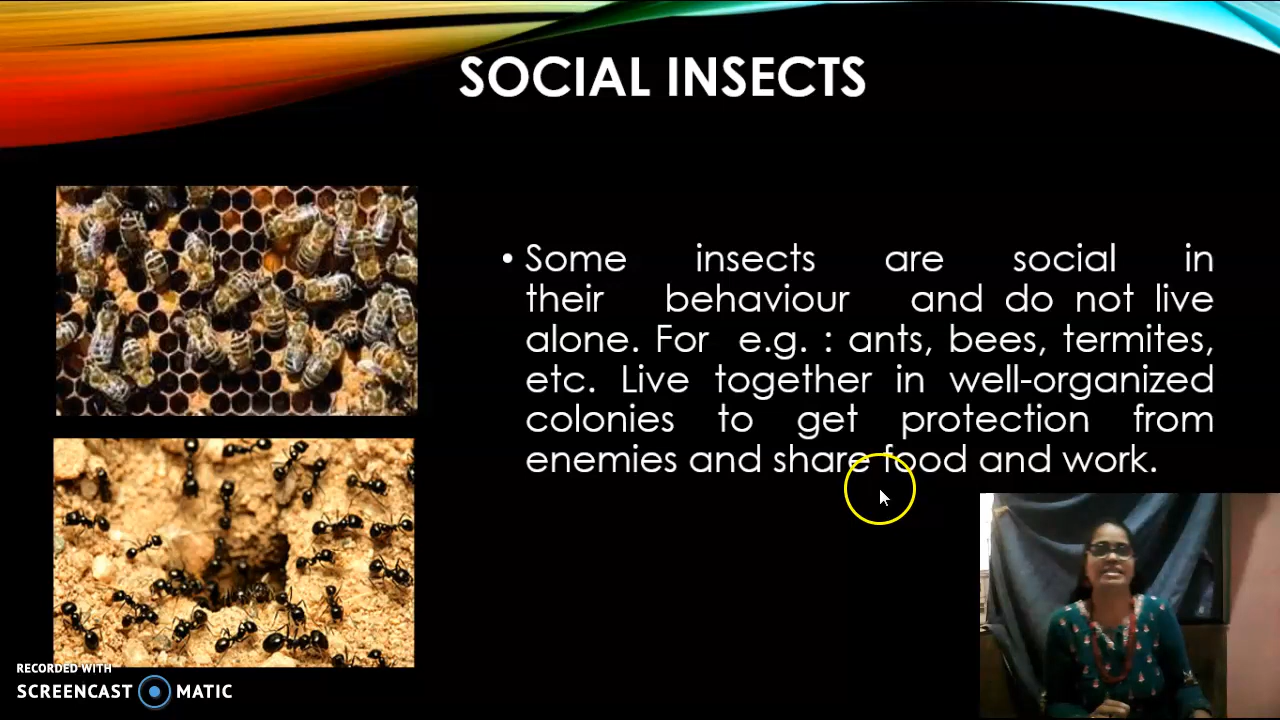 SOCIAL INSECTS
• Some insects are social in
their behaviour and do not live
alone. For e.g. : ants, bees, termites,
etc. Live together in well-organized
colonies to get protection from
enemies and share food and work.
RECORDED WITH
SCREENCAST MATIC